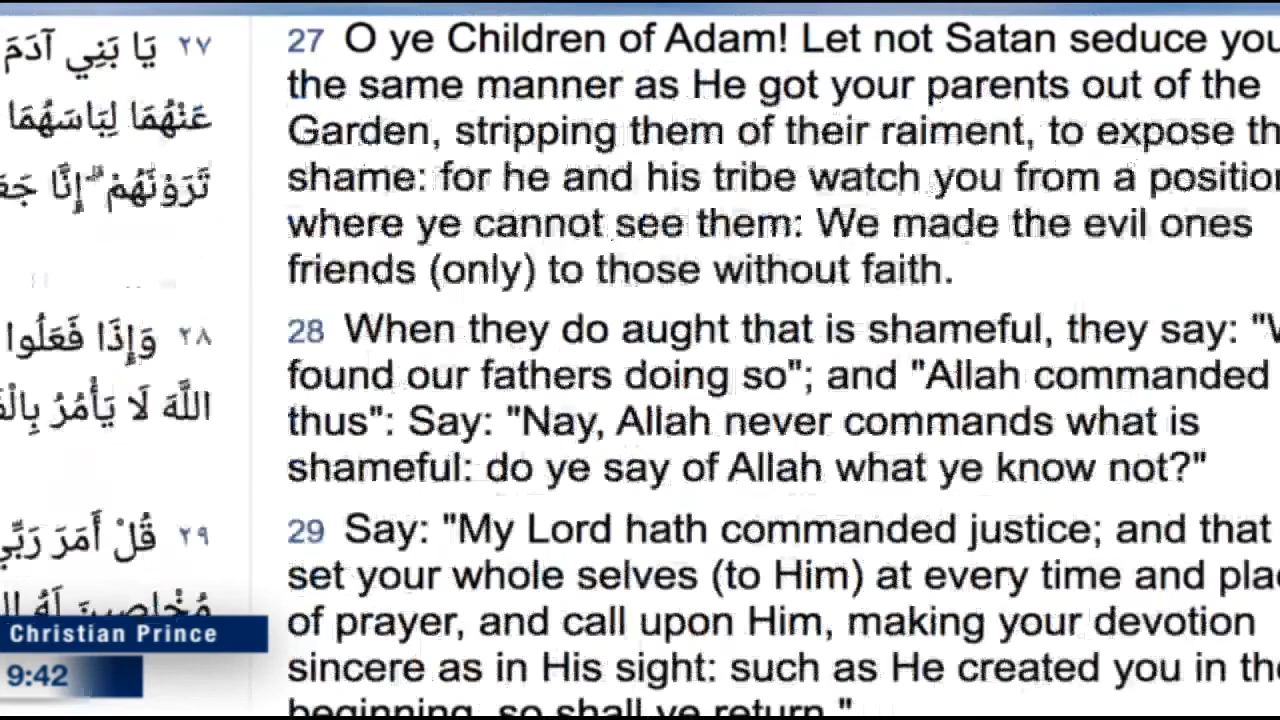 ٢٧ يَا بَنِي آدَمَ
عَنْهُمَا لِبَاسَهُمَا
تَرَوْنَهُمْ ۗ إِنَّا
٢٨ وَإِذَا فَعَلُوا
اللَّهَ لَا يَأْمُرُ
٢٩ قُلْ أَمَرَ رَبِّي
27 O ye Children of Adam! Let not Satan seduce you
the same manner as He got your parents out of the
Garden, stripping them of their raiment, to expose
shame: for he and his tribe watch you from a position
where ye cannot see them: We made the evil ones
friends (only) to those without faith.
28 When they do aught that is shameful, they say: "
found our fathers doing so"; and "Allah commanded
thus": Say: "Nay, Allah never commands what is
shameful: do ye say of Allah what ye know not?"
29 Say: "My Lord hath commanded justice; and that
set your whole selves (to Him) at every time and
of prayer, and call upon Him, making your devotion
sincere as in His sight: such as He created you in
beginning, so shall ye return."
Christian Prince
9:42